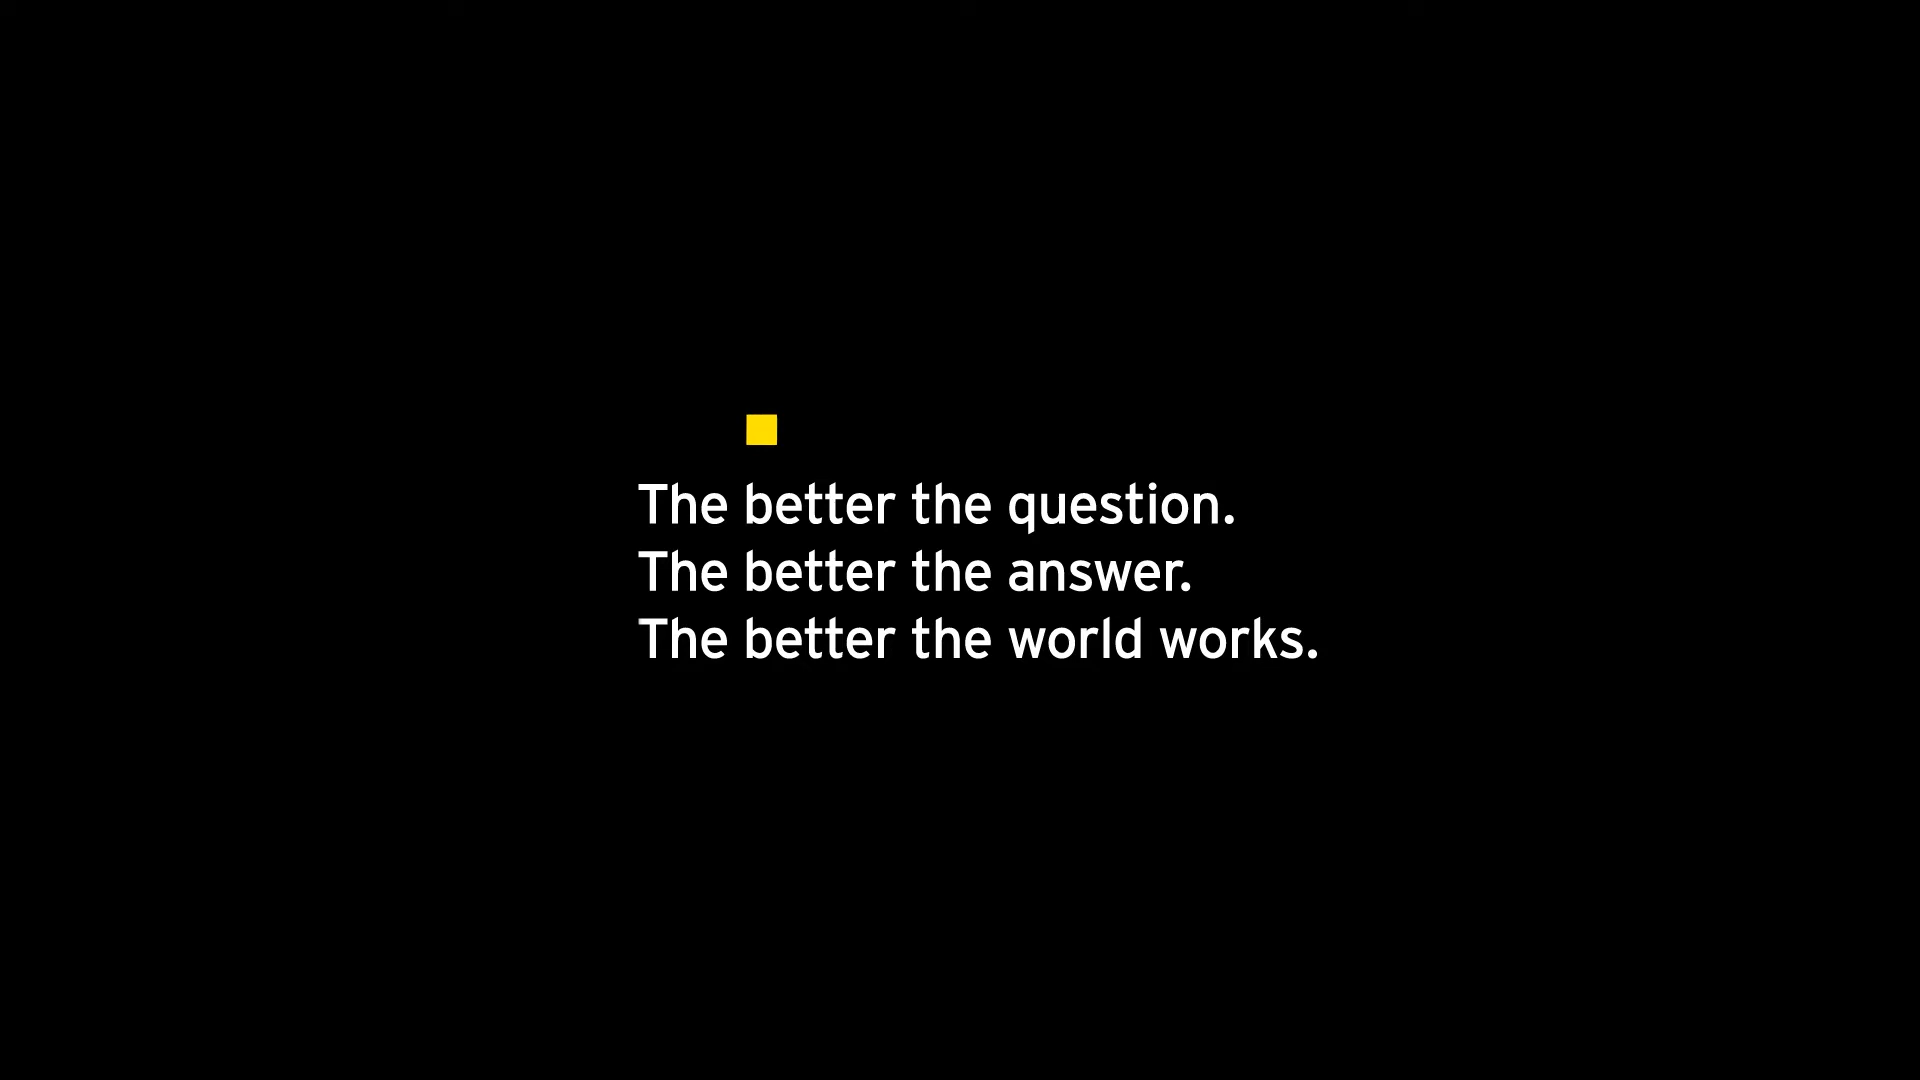 The better the question.
The better the answer.
The better the world works.